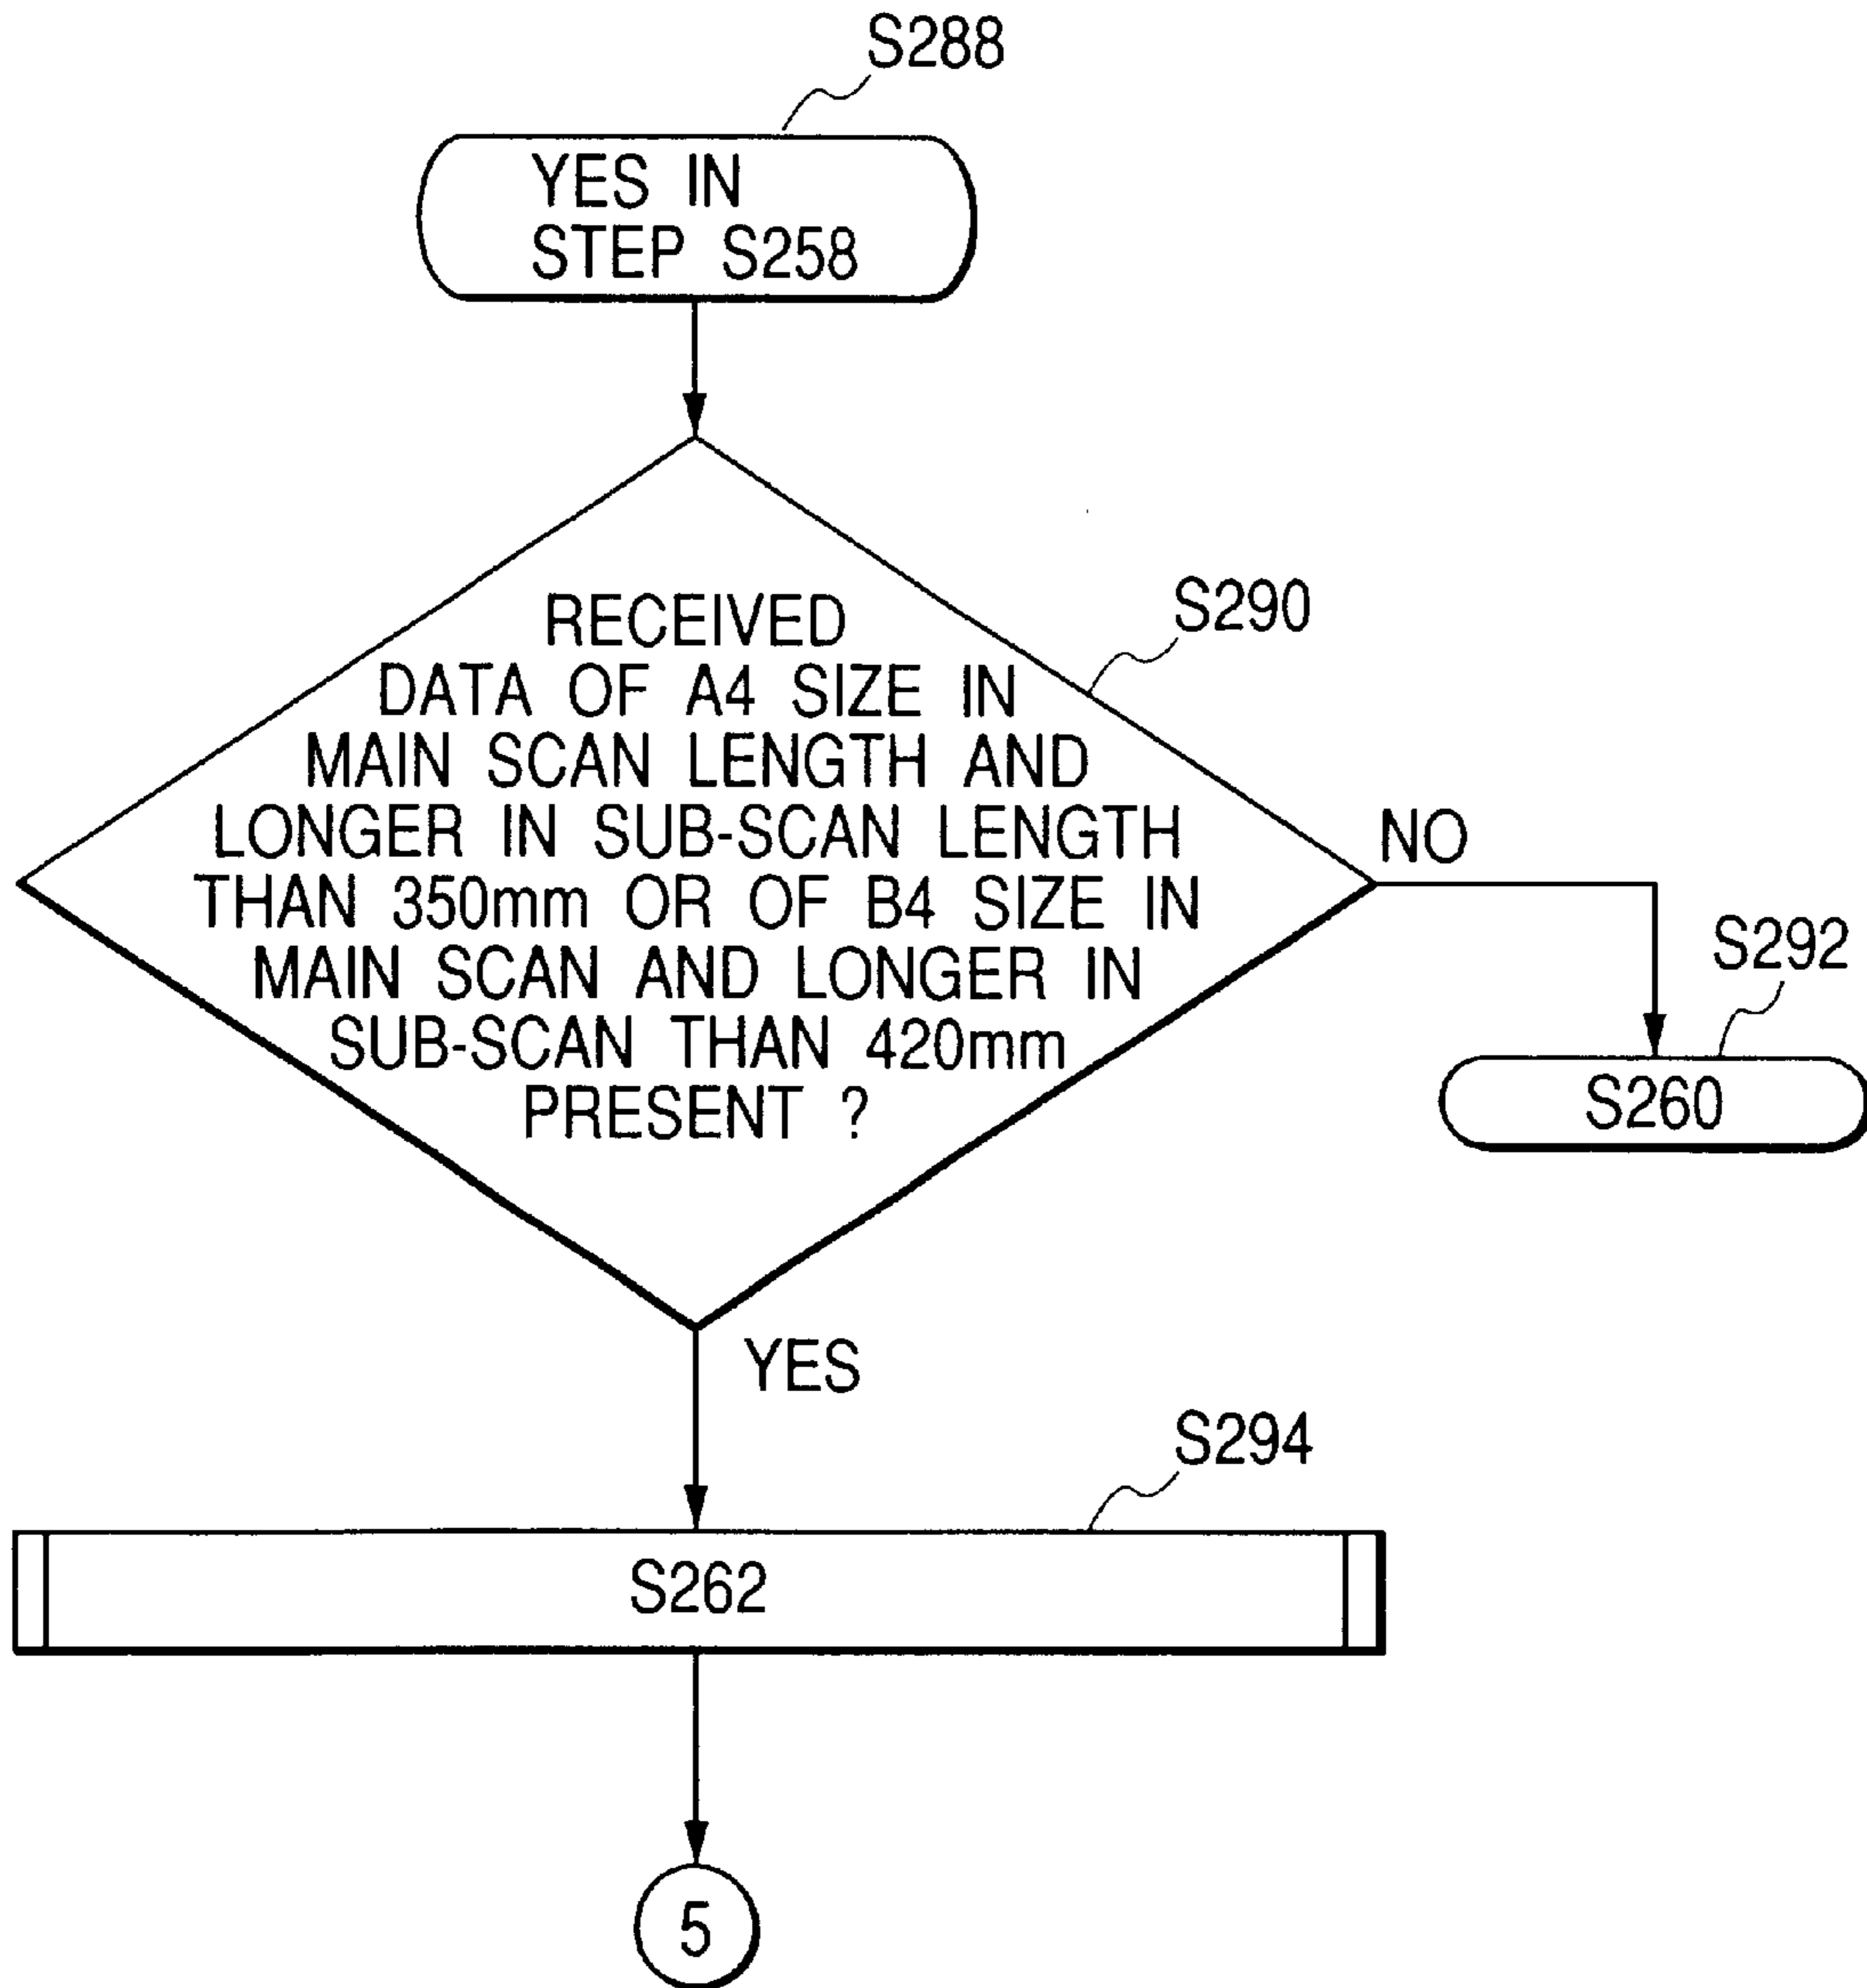 S288
YES IN
STEP S258
S290
RECEIVED
DATA OF A4 SIZE IN
MAIN SCAN LENGTH AND
LONGER IN SUB-SCAN LENGTH
THAN 350mm OR OF B4 SIZE IN
MAIN SCAN AND LONGER IN
SUB-SCAN THAN 420mm
PRESENT ?
NO
S292
S260
YES
S294
S262
5